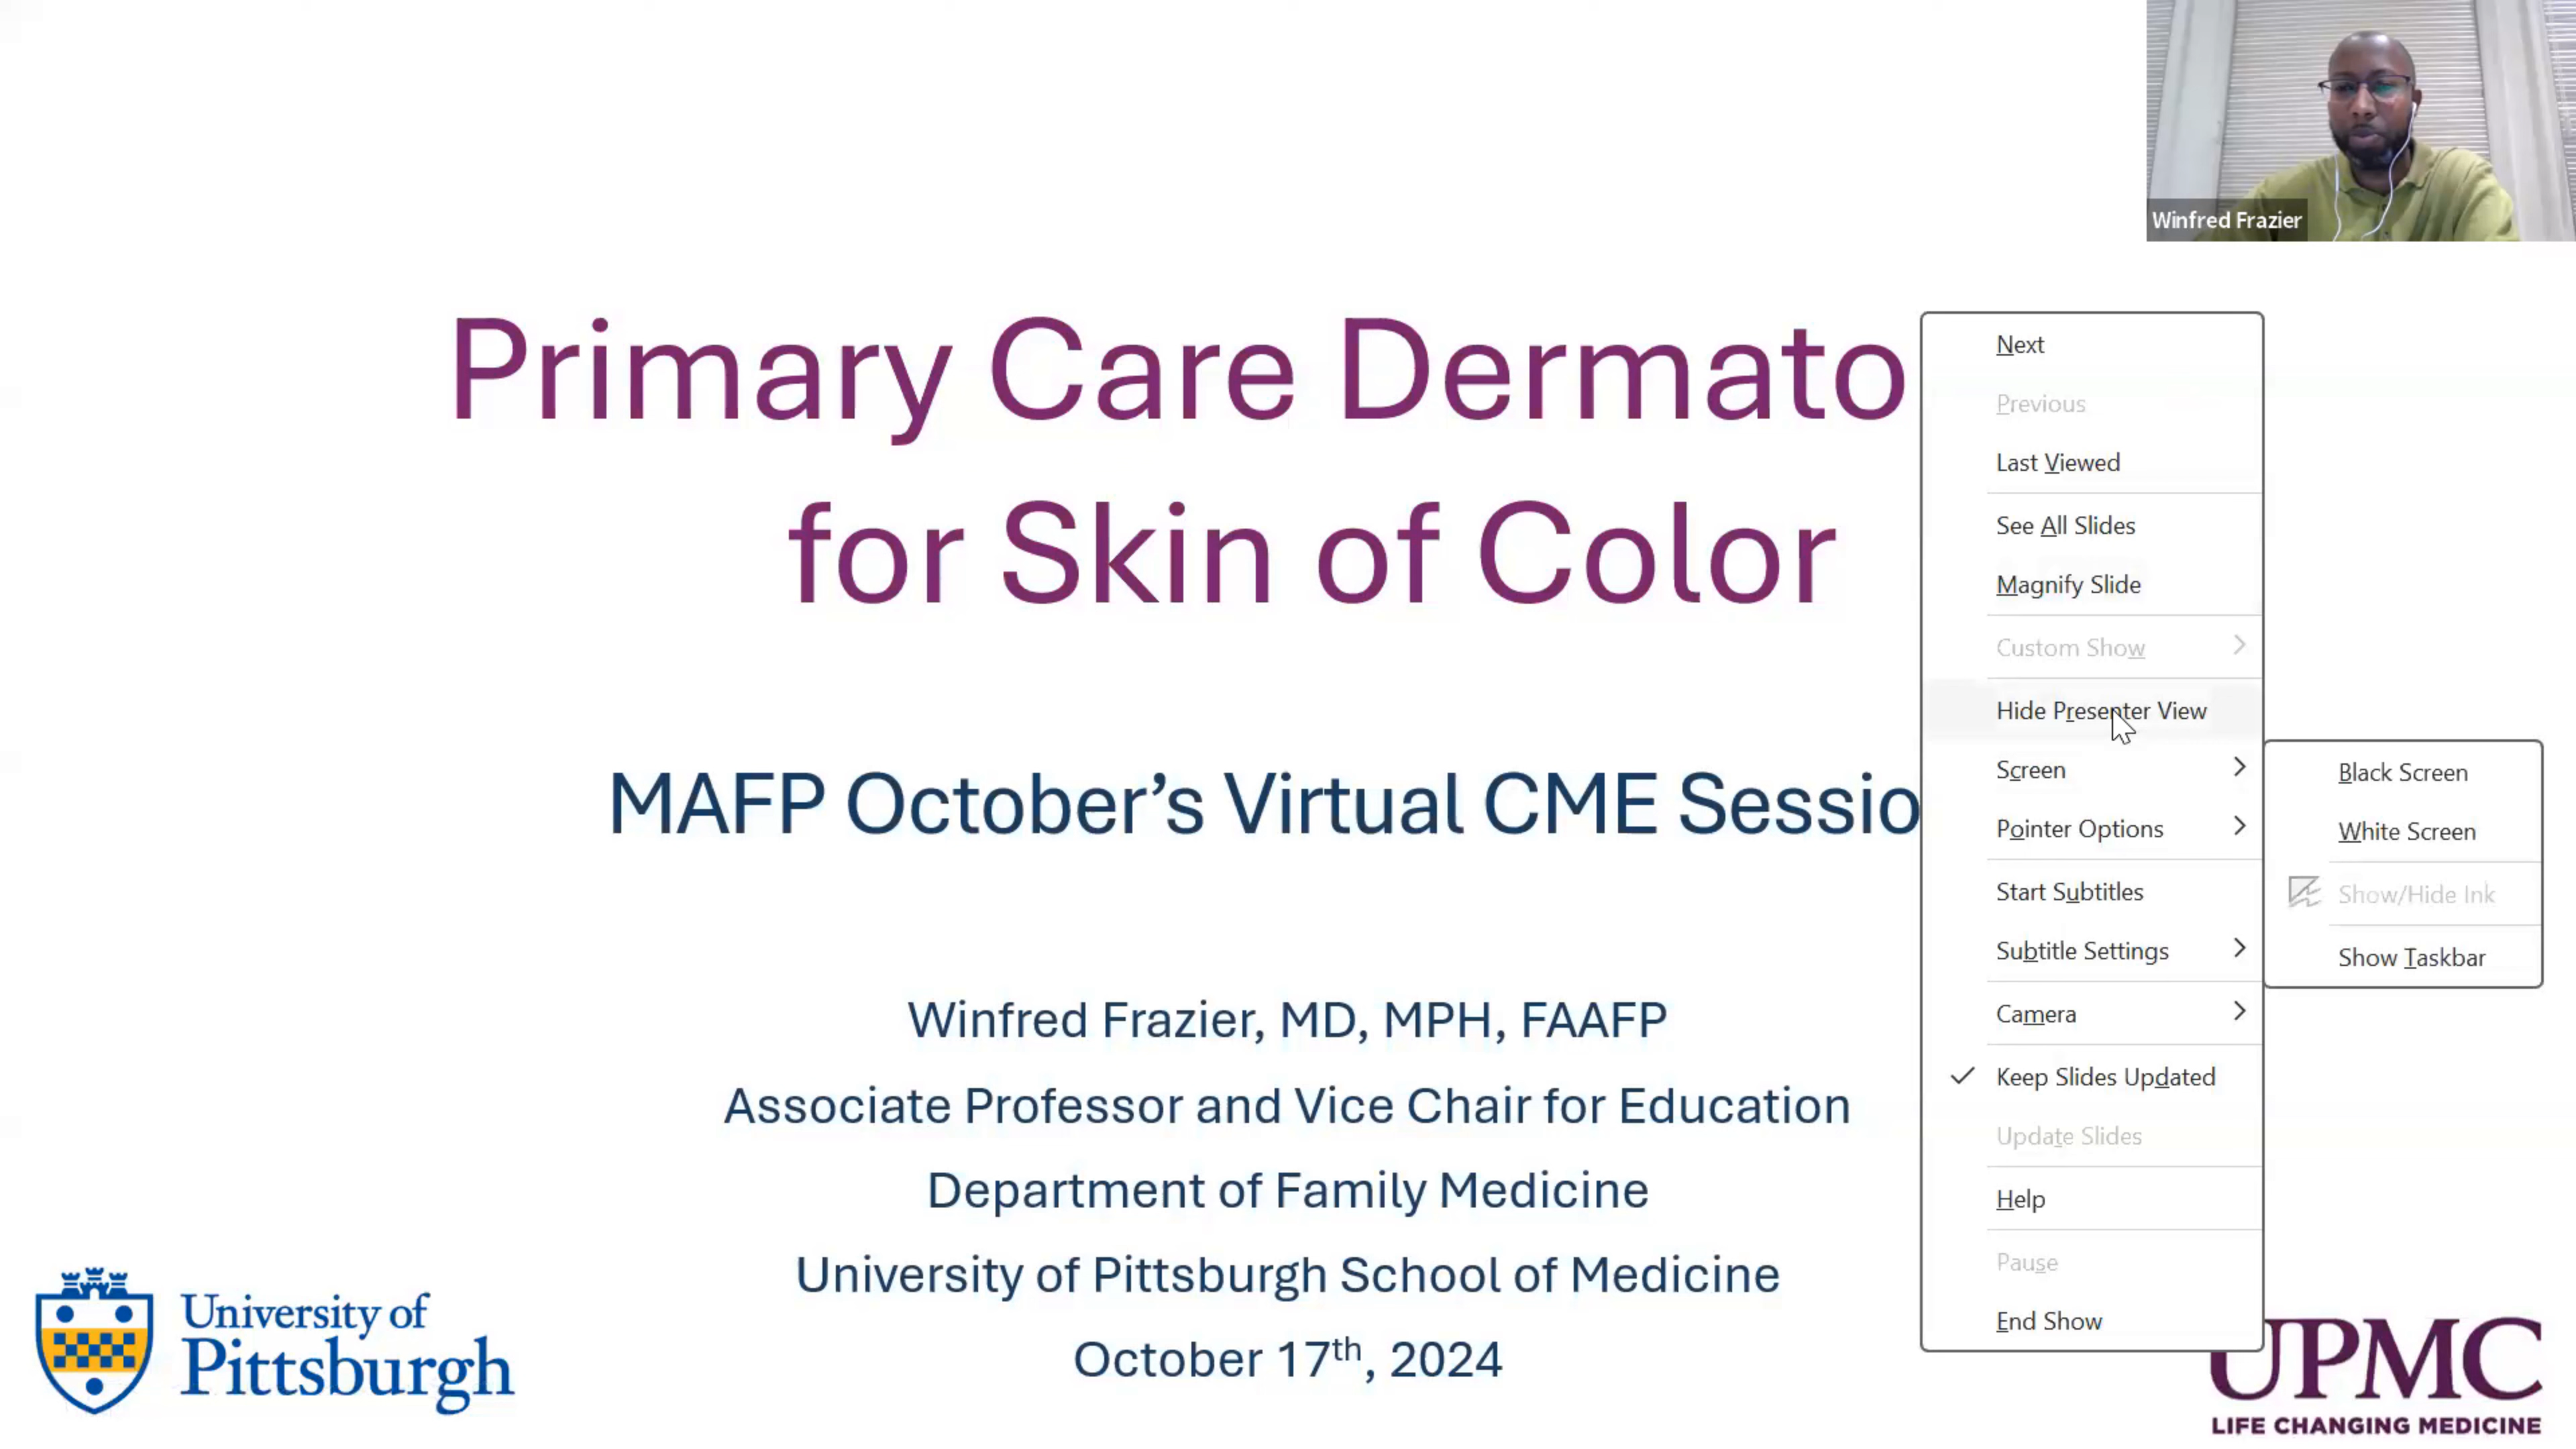 Winfred Frazier
Primary Care Dermato
for Skin of Color
MAFP October's Virtual CME Sessio
Winfred Frazier, MD, MPH, FAAFP
Associate Professor and Vice Chair for Education
Department of Family Medicine
University of Pittsburgh School of Medicine
October 17th, 2024
University of
Pittsburgh
Next
Previous
Last Viewed
See All Slides
Magnify Slide
Custom Show
Hide Presenter View
Screen
Pointer Options
Start Subtitles
Subtitle Settings
Camera
Keep Slides Updated
Update Slides
Help
Pause
End Show
Black Screen
White Screen
Show/Hide Ink
Show Taskbar
UPMC
LIFE CHANGING MEDICINE